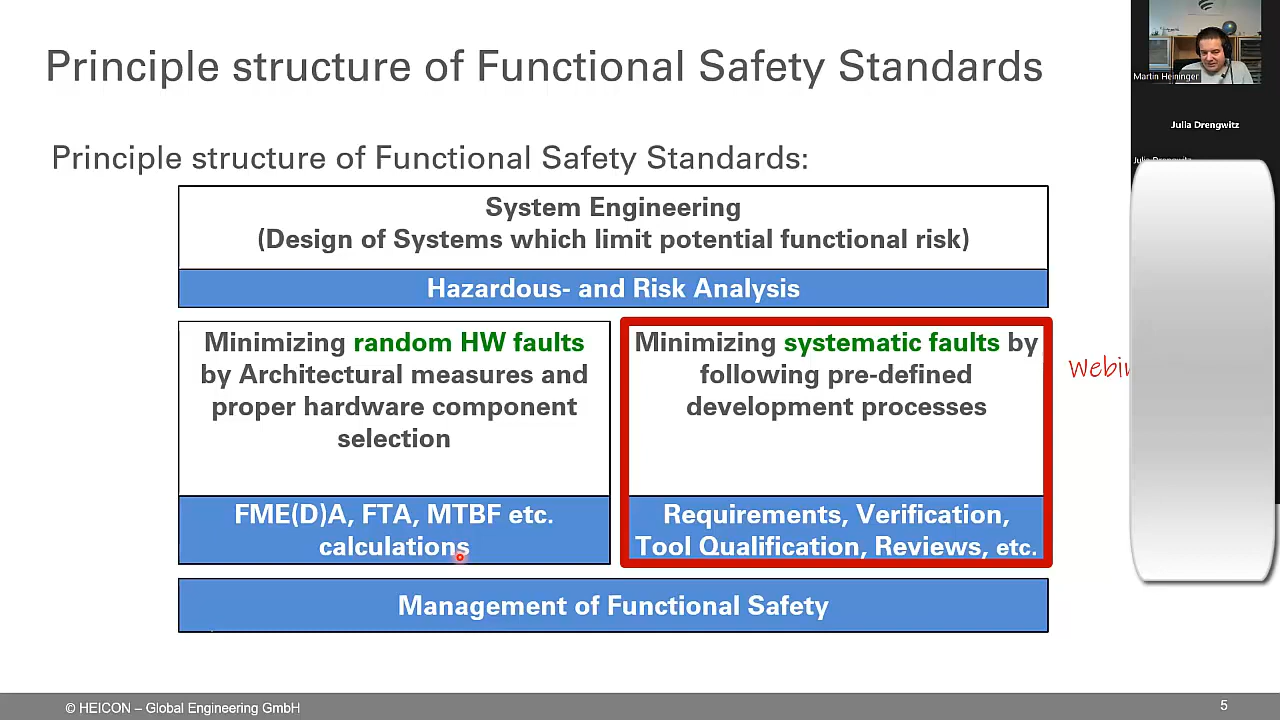 Principle structure of Functional Safety Standards
Principle structure of Functional Safety Standards:
System Engineering
(Design of Systems which limit potential functional risk)
Hazardous- and Risk Analysis
Minimizing random HW faults
by Architectural measures and
proper hardware component
selection
FME(D)A, FTA, MTBF etc.
calculations
Minimizing systematic faults by
following pre-defined
development processes
Requirements, Verification,
Tool Qualification, Reviews, etc.
Management of Functional Safety
© HEICON – Global Engineering GmbH
5
Martin Heininger
Julia Drengwitz